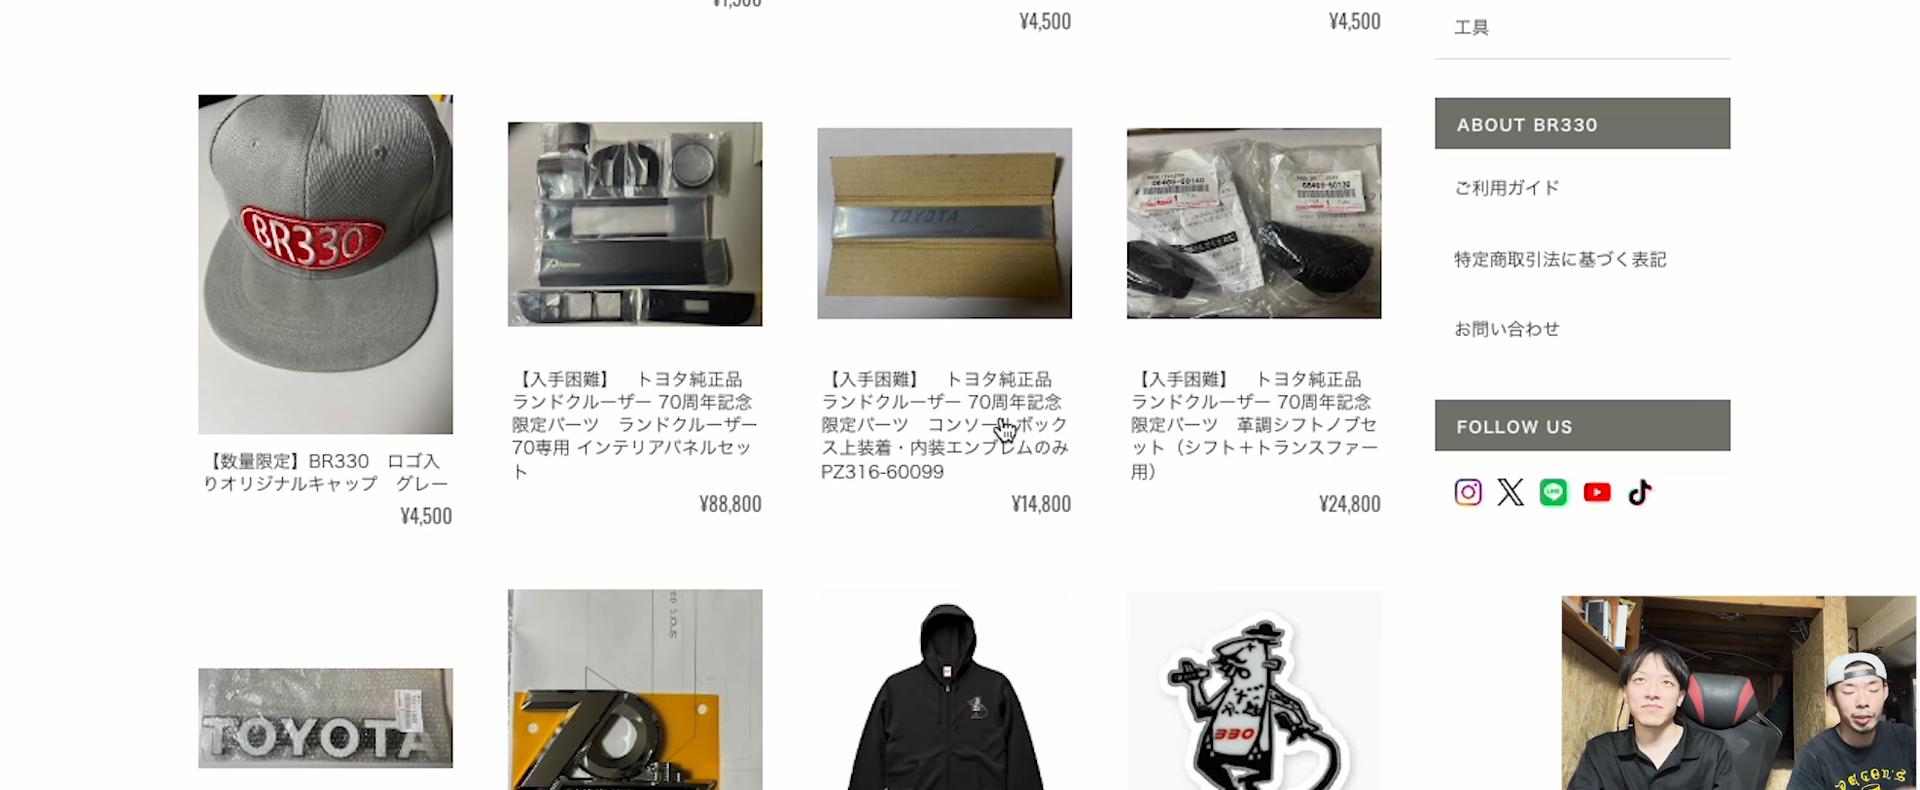 ¥4,500
¥4,500
工具
ABOUT BR330
ご利用ガイド
特定商取引法に基づく表記
お問い合わせ
FOLLOW US
BR330
【数量限定】BR330　ロゴ入
りオリジナルキャップ　グレー
¥4,500
【入手困難】　トヨタ純正品
ランドクルーザー 70周年記念
限定パーツ　ランドクルーザー
70専用 インテリアパネルセッ
ト
¥88,800
TOYOTA
【入手困難】　トヨタ純正品
ランドクルーザー 70周年記念
限定パーツ　コンソールボック
ス上装着・内装エンブレムのみ
PZ316-60099
¥14,800
【入手困難】　トヨタ純正品
ランドクルーザー 70周年記念
限定パーツ　革調シフトノブセ
ット（シフト＋トランスファー
用）
¥24,800
TOYOTA
70
330